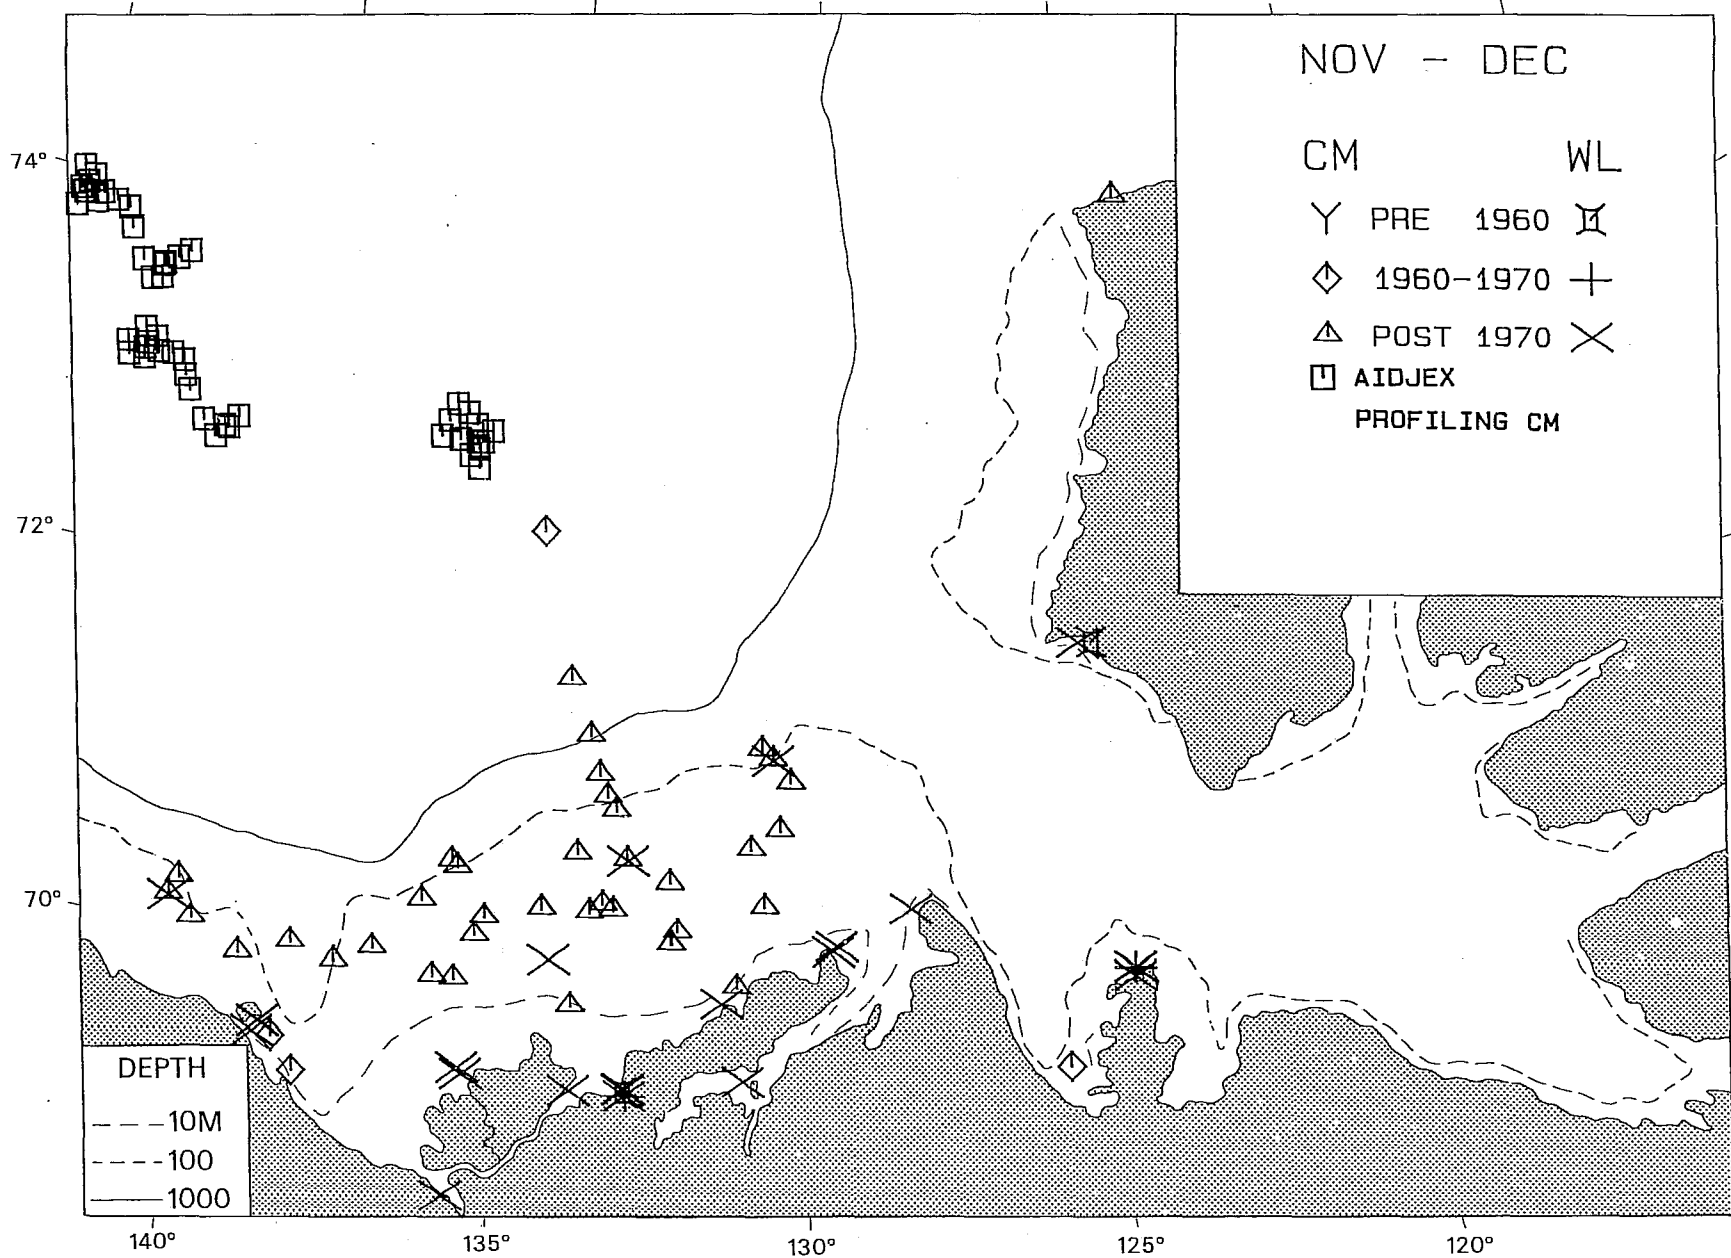 NOV - DEC
CM WL
PRE 1960
1960-1970
POST 1970
AIDJEX
PROFILING CM
74°
72°
70°
DEPTH
10M
100
1000
140° 135° 130° 125° 120°